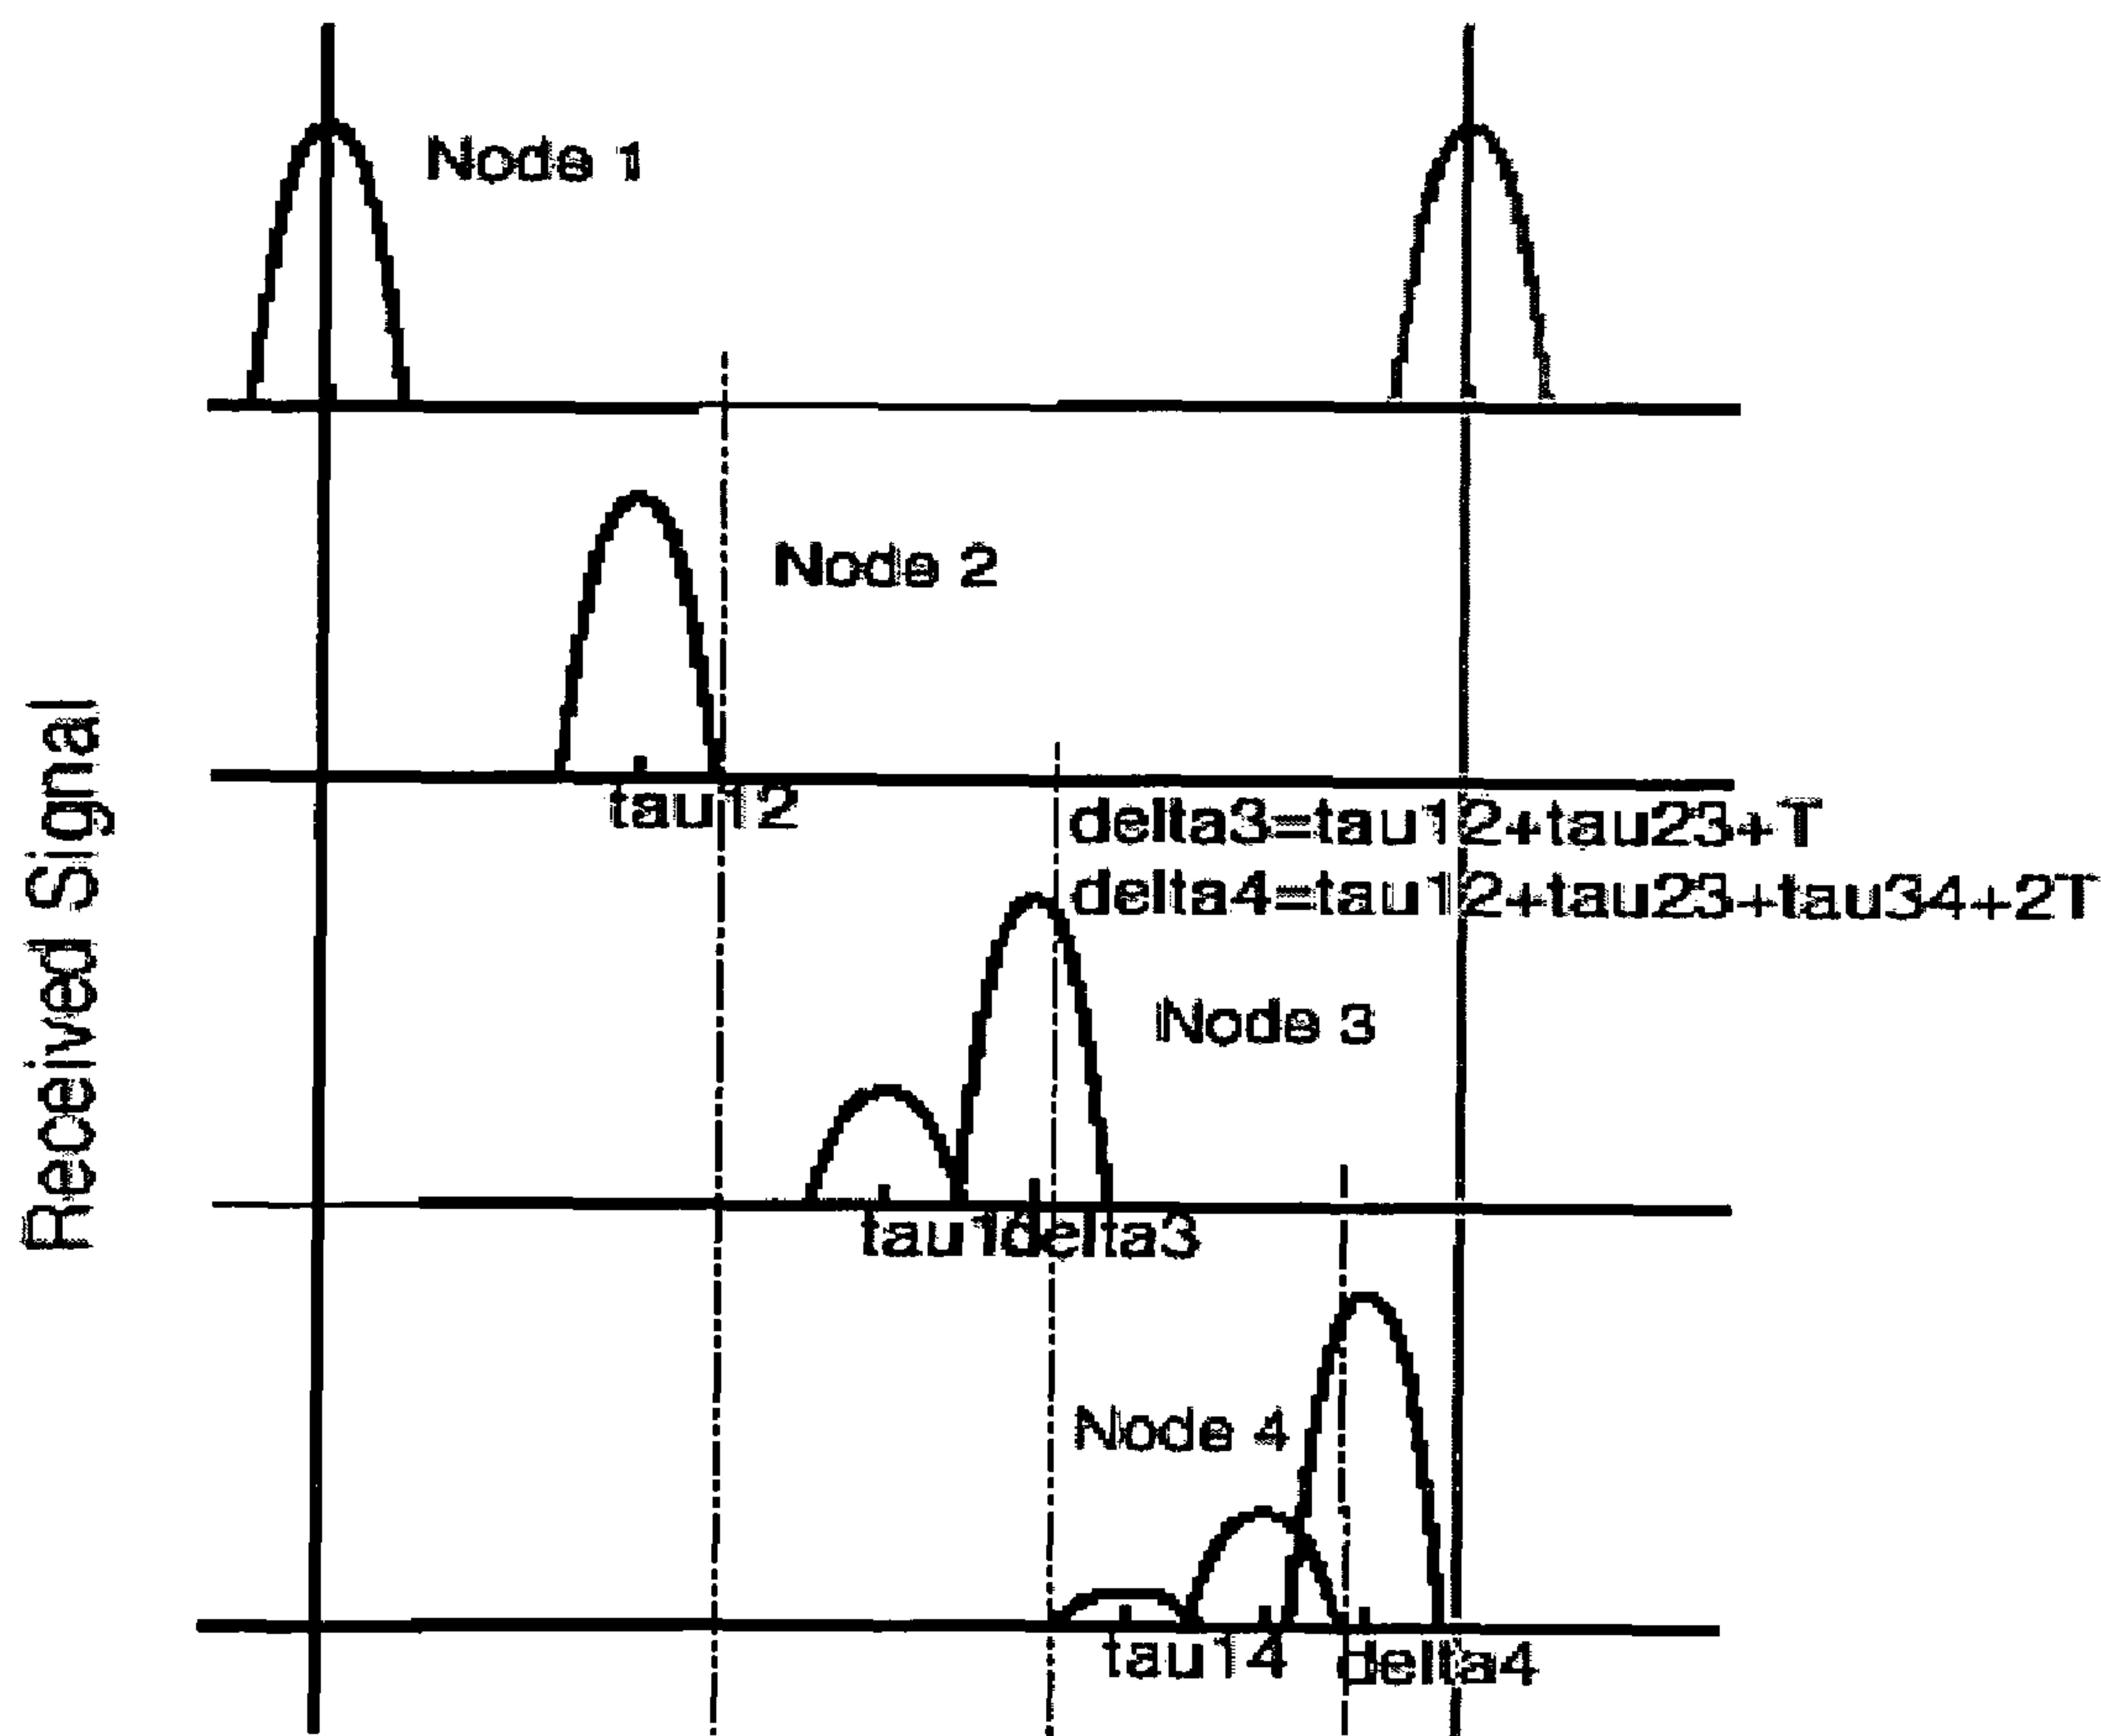 Node 1
Node 2
Received Signal
tau12
delta3=tau12+tau23+T
delta4=tau12+tau23+tau34+2T
Node 3
tau1delta3
Node 4
tau14
delta4